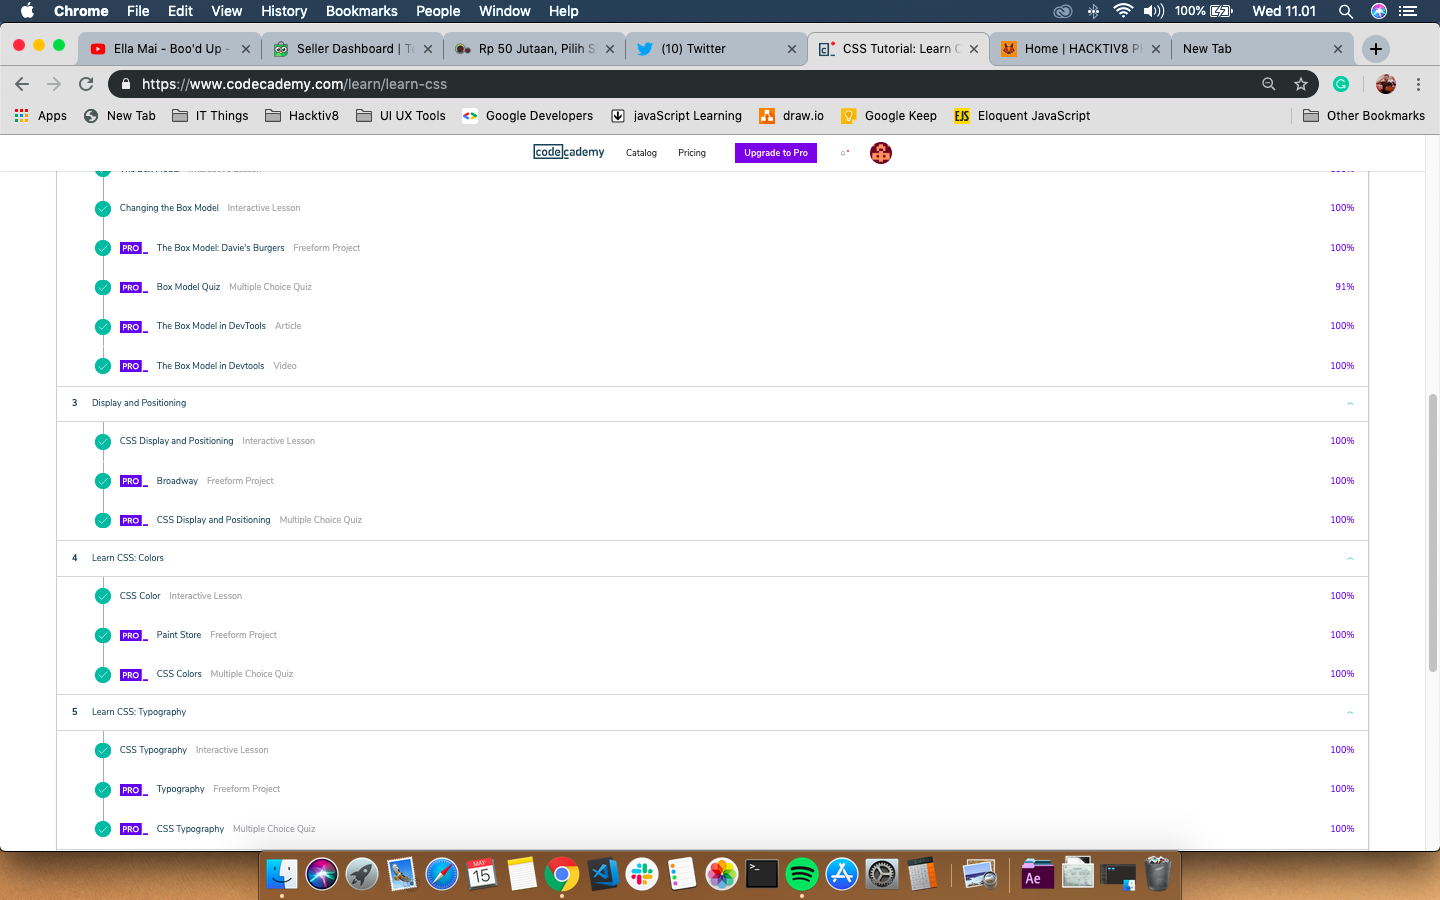 Chrome File Edit View History Bookmarks People Window Help 100% Wed 11.01
Ella Mai - Boo'd Up - Seller Dashboard | To Rp 50 Jutaan, Pilih S (10) Twitter CSS Tutorial: Learn C Home | HACKTIV8 P New Tab
https://www.codecademy.com/learn/learn-css
Apps New Tab IT Things Hacktiv8 UI UX Tools Google Developers javaScript Learning draw.io Google Keep EJS Eloquent JavaScript Other Bookmarks
codecademy Catalog Pricing Upgrade to Pro
The Box Model Interactive Lesson 100%
Changing the Box Model Interactive Lesson 100%
PRO The Box Model: Davie's Burgers Freeform Project 100%
PRO Box Model Quiz Multiple Choice Quiz 91%
PRO The Box Model in DevTools Article 100%
PRO The Box Model in Devtools Video 100%
3 Display and Positioning
CSS Display and Positioning Interactive Lesson 100%
PRO Broadway Freeform Project 100%
PRO CSS Display and Positioning Multiple Choice Quiz 100%
4 Learn CSS: Colors
CSS Color Interactive Lesson 100%
PRO Paint Store Freeform Project 100%
PRO CSS Colors Multiple Choice Quiz 100%
5 Learn CSS: Typography
CSS Typography Interactive Lesson 100%
PRO Typography Freeform Project 100%
PRO CSS Typography Multiple Choice Quiz 100%
MAY
15
Ae